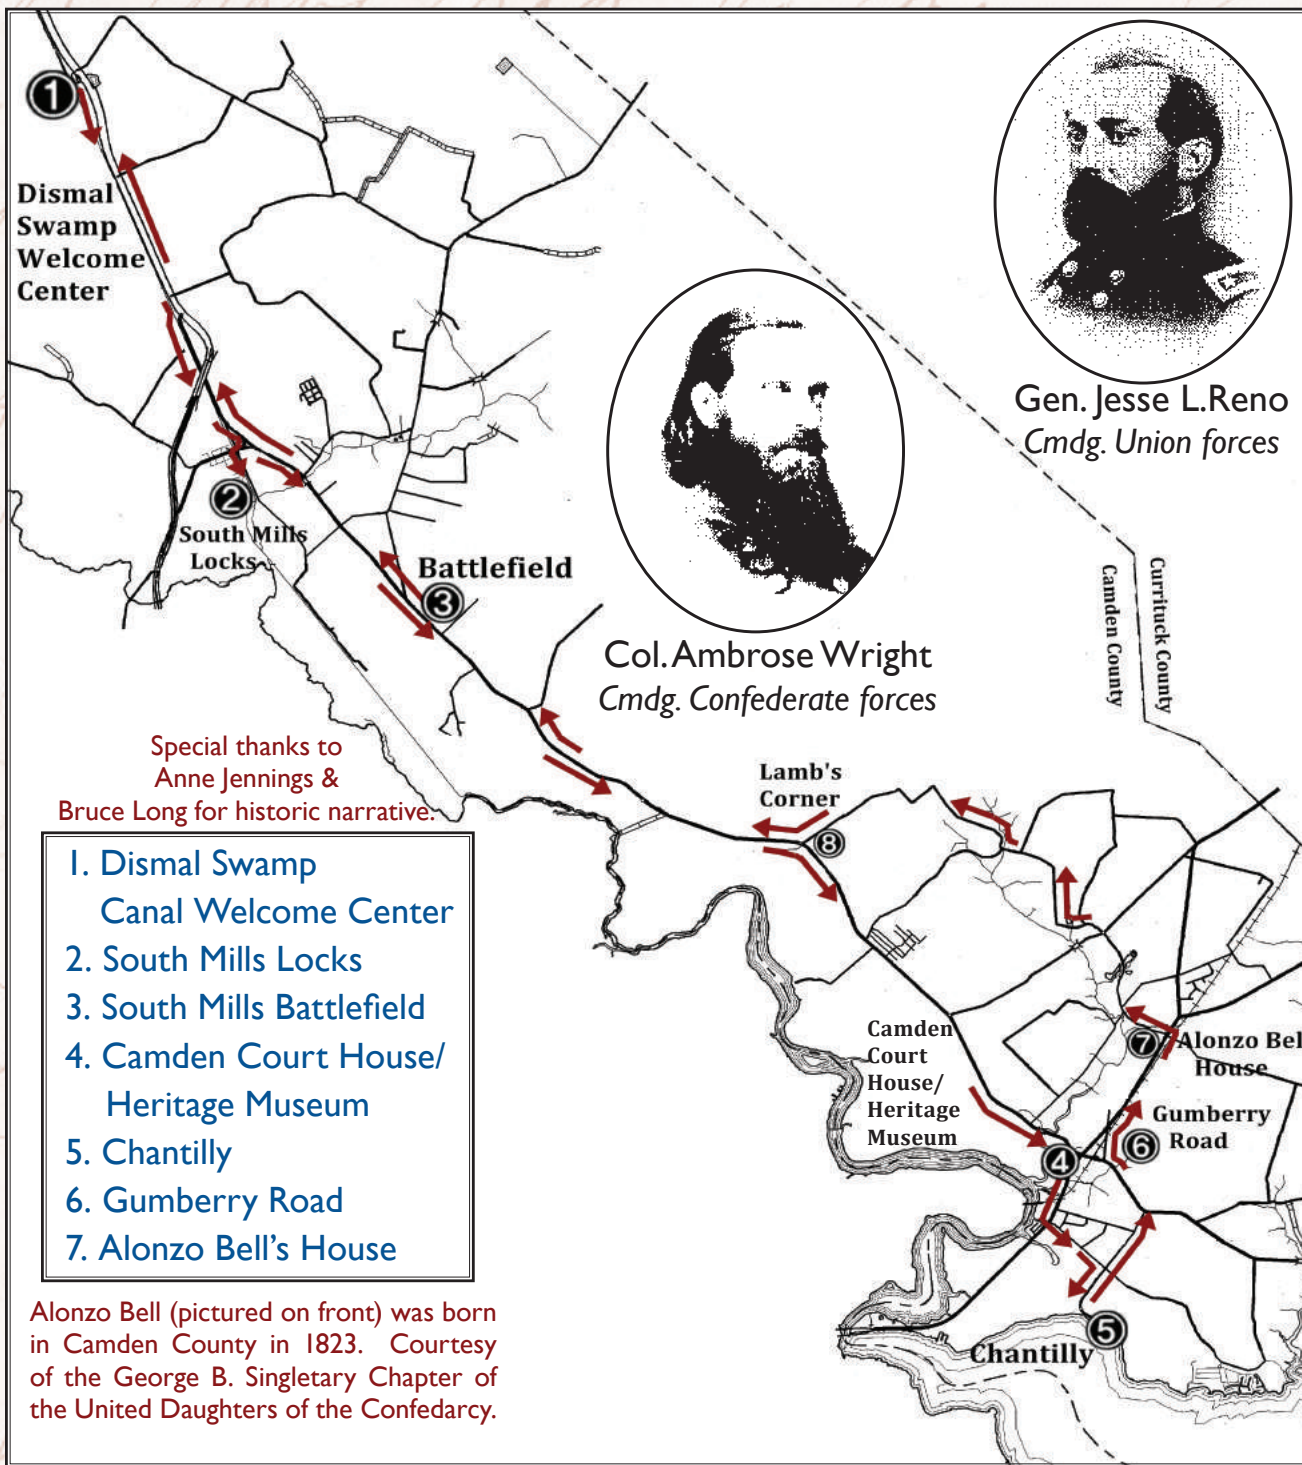 1
Dismal
Swamp
Welcome
Center
Gen. Jesse L.Reno
Cmdg. Union forces
2
South Mills
Locks
Battlefield
3
Col. Ambrose Wright
Cmdg. Confederate forces
Camden County
Currituck County
Special thanks to
Anne Jennings &
Bruce Long for historic narrative.
Lamb's
Corner
8
1. Dismal Swamp
Canal Welcome Center
2. South Mills Locks
3. South Mills Battlefield
4. Camden Court House/
Heritage Museum
5. Chantilly
6. Gumberry Road
7. Alonzo Bell's House
Camden
Court
House/
Heritage
Museum
7
Alonzo Bel
House
Gumberry
Road
6
4
5
Chantilly
Alonzo Bell (pictured on front) was born
in Camden County in 1823. Courtesy
of the George B. Singletary Chapter of
the United Daughters of the Confedarcy.